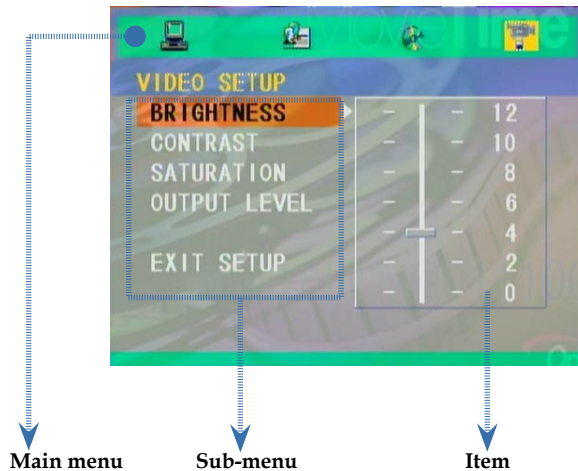 MovieTime
VIDEO SETUP
BRIGHTNESS
CONTRAST
SATURATION
OUTPUT LEVEL
EXIT SETUP
12
10
8
6
4
2
0
Main menu Sub-menu Item